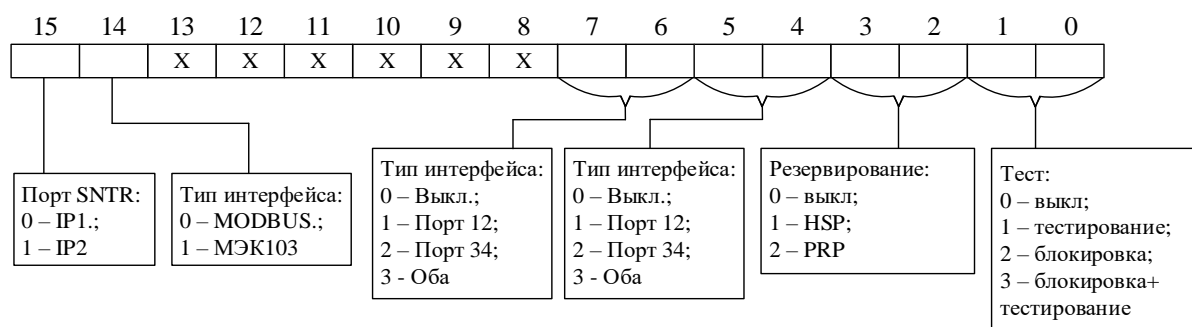 15 14 13 12 11 10 9 8 7 6 5 4 3 2 1 0
X X X X X X
Порт SNTR:
0 – IP1.;
1 – IP2
Тип интерфейса:
0 – MODBUS.;
1 – МЭК103
Тип интерфейса:
0 – Выкл.;
1 – Порт 12;
2 – Порт 34;
3 - Оба
Тип интерфейса:
0 – Выкл.;
1 – Порт 12;
2 – Порт 34;
3 - Оба
Резервирование:
0 – выкл;
1 – HSP;
2 – PRP
Тест:
0 – выкл;
1 – тестирование;
2 – блокировка;
3 – блокировка+
тестирование